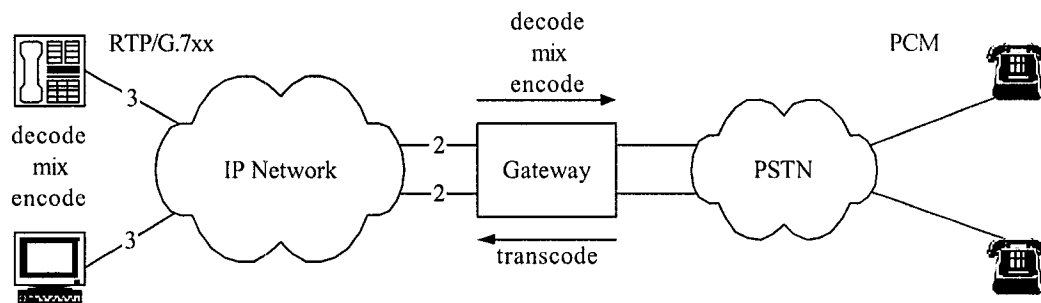 RTP/G.7xx
decode
mix
encode
PCM
3
decode
mix
encode
IP Network
2
2
Gateway
PSTN
3
transcode